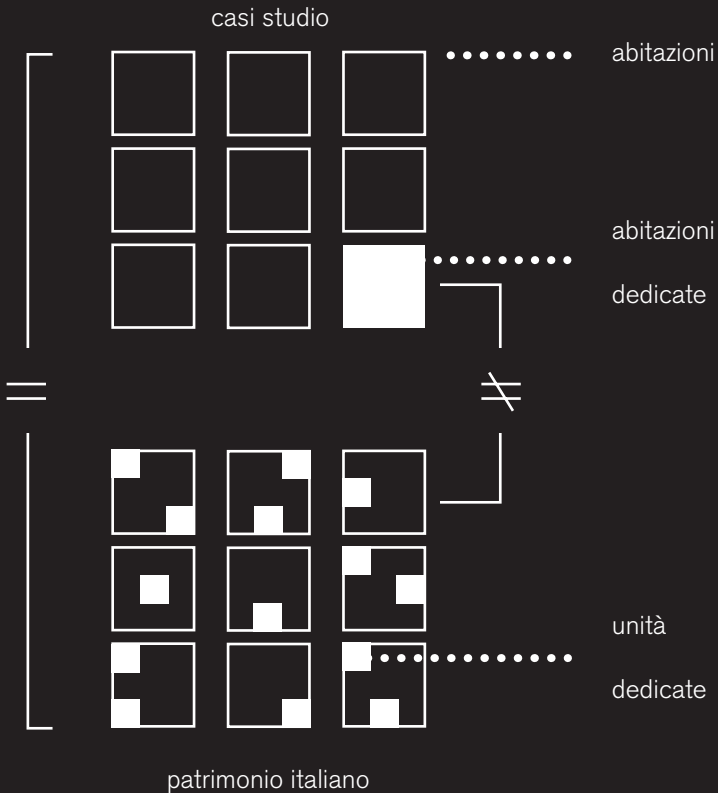 casi studio
abitazioni
abitazioni
dedicate
=
≠
unità
dedicate
patrimonio italiano